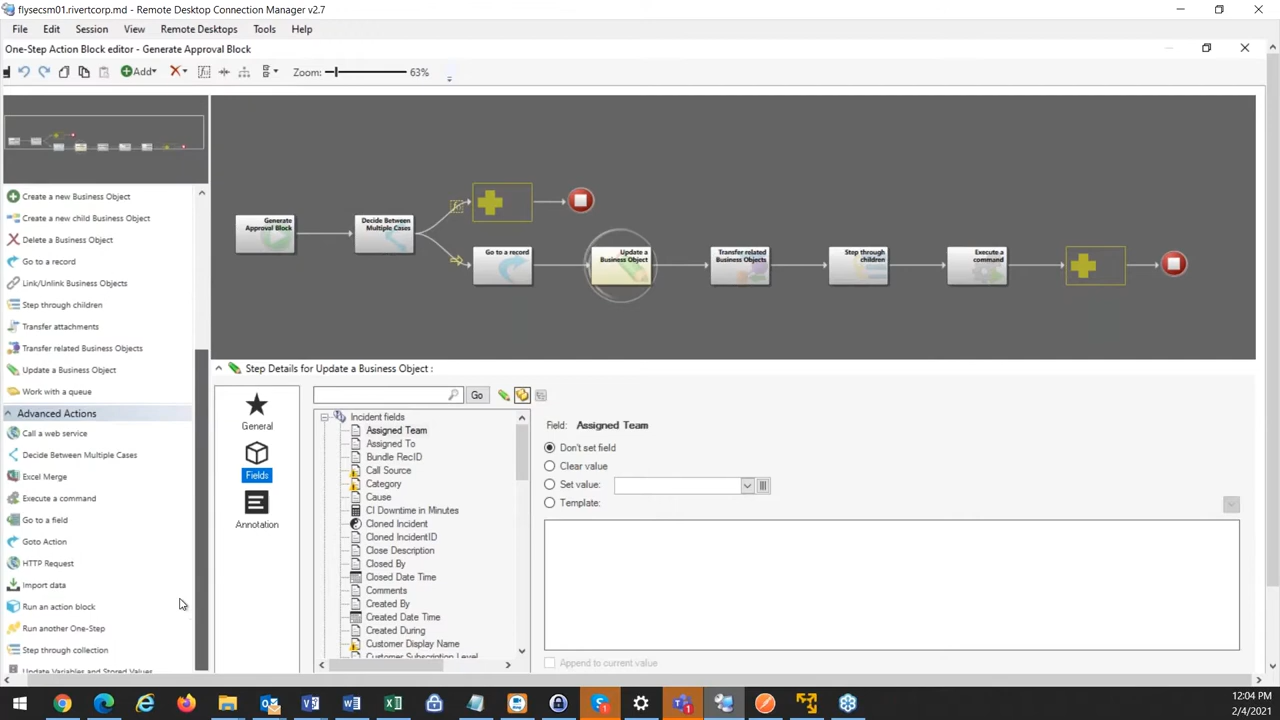 flysecsm01.rivertcorp.md - Remote Desktop Connection Manager v2.7
File Edit Session View Remote Desktops Tools Help
One-Step Action Block editor - Generate Approval Block
Add Zoom: 63%
Create a new Business Object
Create a new child Business Object
Delete a Business Object
Go to a record
Link/Unlink Business Objects
Step through children
Transfer attachments
Transfer related Business Objects
Update a Business Object
Work with a queue
Advanced Actions
Call a web service
Decide Between Multiple Cases
Excel Merge
Execute a command
Go to a field
Goto Action
HTTP Request
Import data
Run an action block
Run another One-Step
Step through collection
Update Variables and Stored Values
Generate
Approval Block
Decide Between
Multiple Cases
Go to a record
Update a
Business Object
Transfer related
Business Objects
Step through
children
Execute a
command
Step Details for Update a Business Object :
General
Fields
Annotation
Go
Incident fields
Assigned Team
Assigned To
Bundle RecID
Call Source
Category
Cause
CI Downtime in Minutes
Cloned Incident
Cloned IncidentID
Close Description
Closed By
Closed Date Time
Comments
Created By
Created Date Time
Created During
Customer Display Name
Customer Subscription Level
Field: Assigned Team
Don't set field
Clear value
Set value:
Template:
Append to current value
12:04 PM
2/4/2021